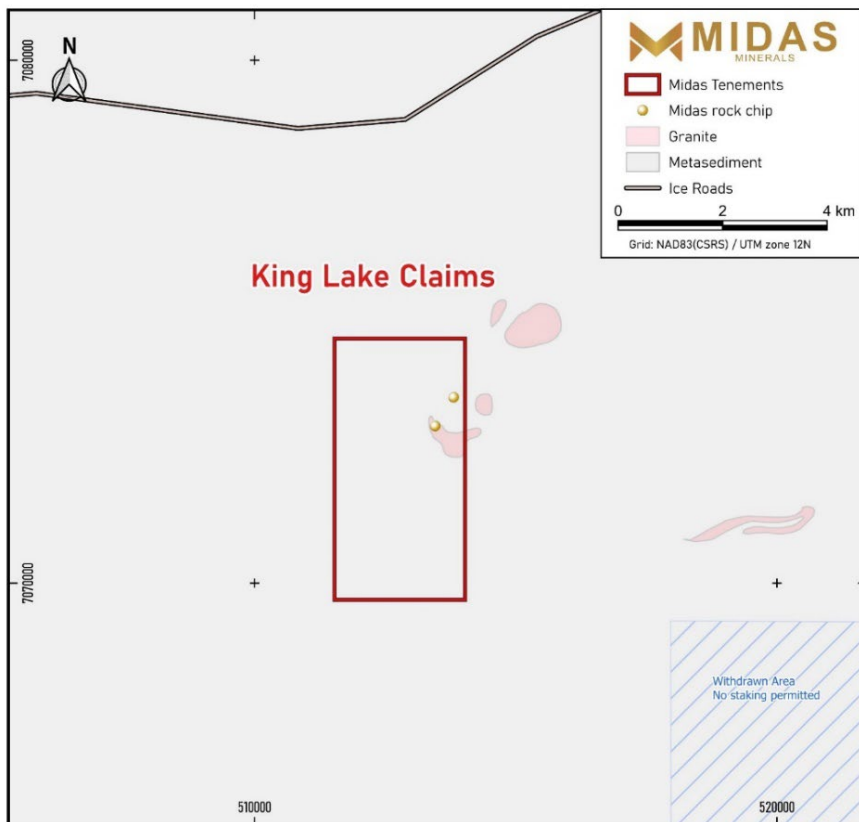 MIDAS
MINERALS
Midas Tenements
Midas rock chip
Granite
Metasediment
Ice Roads
0 2 4 km
Grid: NAD83(CSRS) / UTM zone 12N
N
7080000
King Lake Claims
7070000
Withdrawn Area
No staking permitted
510000 520000